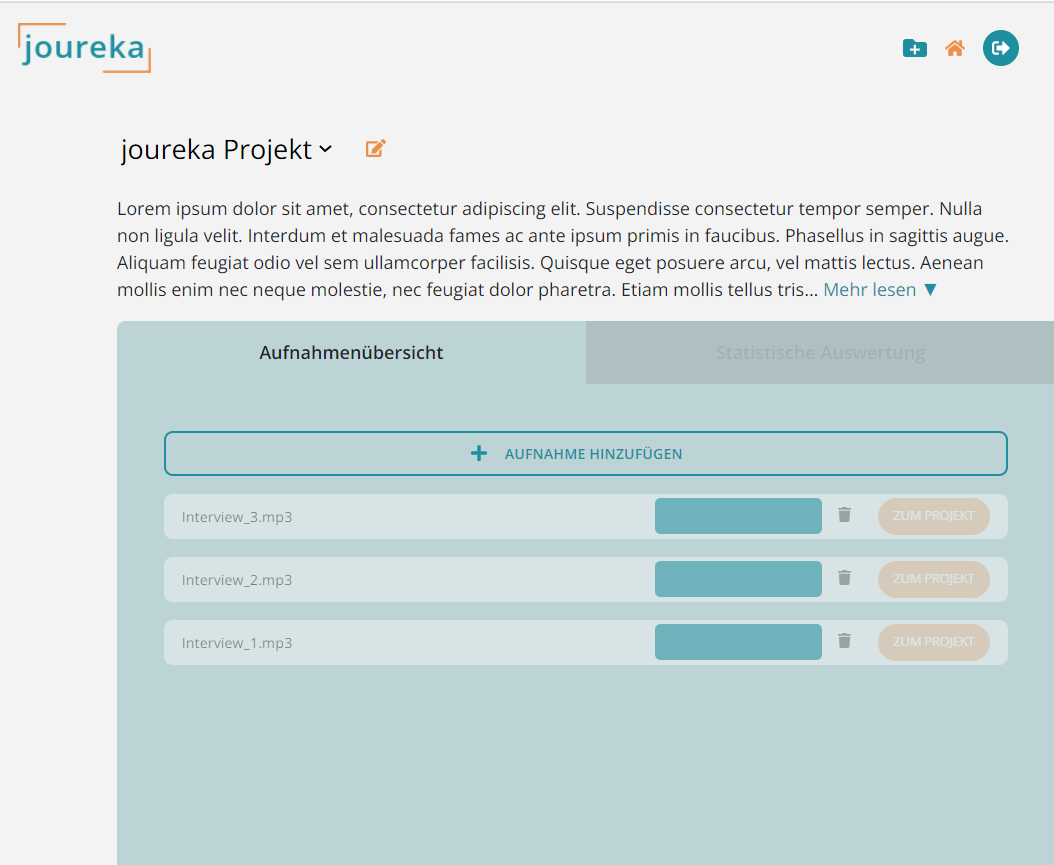 joureka
joureka Projekt
Lorem ipsum dolor sit amet, consectetur adipiscing elit. Suspendisse consectetur tempor semper. Nulla
non ligula velit. Interdum et malesuada fames ac ante ipsum primis in faucibus. Phasellus in sagittis augue.
Aliquam feugiat odio vel sem ullamcorper facilisis. Quisque eget posuere arcu, vel mattis lectus. Aenean
mollis enim nec neque molestie, nec feugiat dolor pharetra. Etiam mollis tellus tris... Mehr lesen ▼
Aufnahmenübersicht
Statistische Auswertung
AUFNAHME HINZUFÜGEN
Interview_3.mp3 ZUM PROJEKT
Interview_2.mp3 ZUM PROJEKT
Interview_1.mp3 ZUM PROJEKT